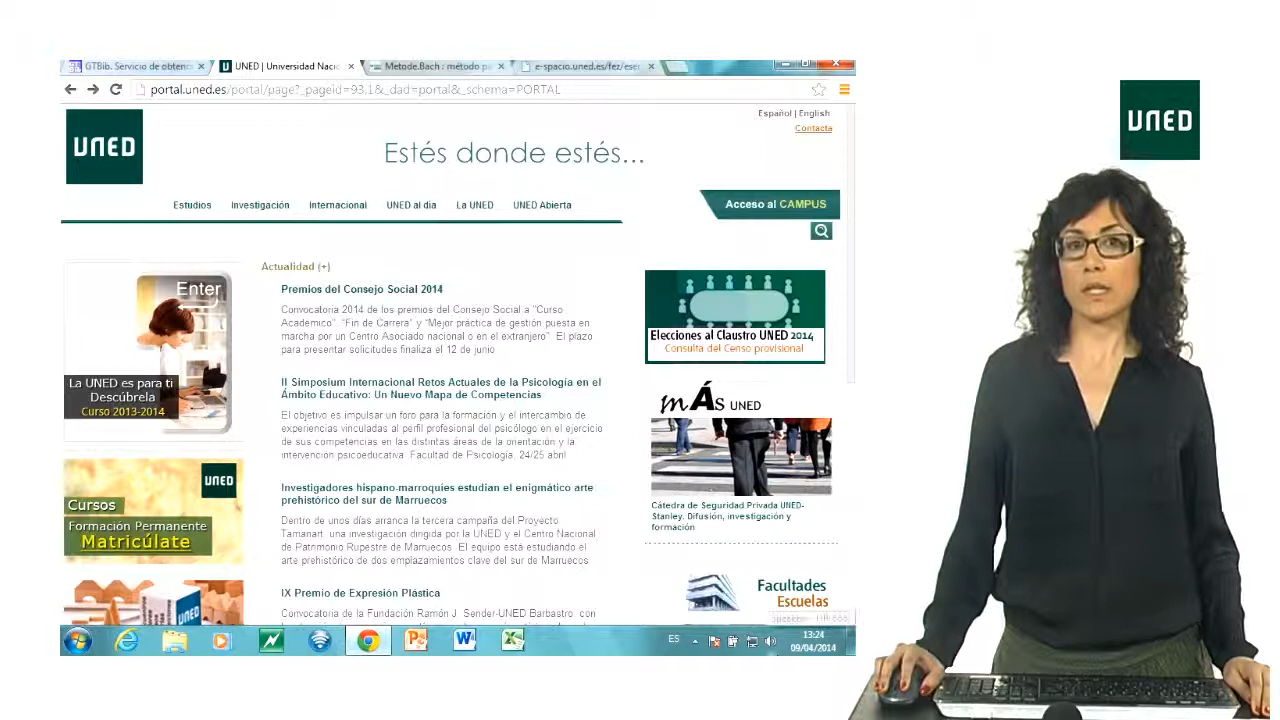 GTBib. Servicio de obtenc
UNED | Universidad Nacio
Metode.Bach : método pa
e-spacio.uned.es/fez/eser
portal.uned.es/portal/page?_pageid=93,1&_dad=portal&_schema=PORTAL
Español | English
Contacta
UNED
Estés donde estés...
UNED
Estudios
Investigación
Internacional
UNED al día
La UNED
UNED Abierta
Acceso al CAMPUS
Actualidad (+)
Enter
La UNED es para ti
Descúbrela
Curso 2013-2014
UNED
Cursos
Formación Permanente
Matricúlate
UNED
Premios del Consejo Social 2014
Convocatoria 2014 de los premios del Consejo Social a "Curso
Academico". "Fin de Carrera" y "Mejor práctica de gestión puesta en
marcha por un Centro Asociado nacional o en el extranjero". El plazo
para presentar solicitudes finaliza el 12 de junio
II Simposium Internacional Retos Actuales de la Psicología en el
Ámbito Educativo: Un Nuevo Mapa de Competencias
El objetivo es impulsar un foro para la formación y el intercambio de
experiencias vinculadas al perfil profesional del psicólogo en el ejercicio
de sus competencias en las distintas áreas de la orientación y la
intervención psicoeducativa. Facultad de Psicología, 24/25 abril
Investigadores hispano-marroquíes estudian el enigmático arte
prehistórico del sur de Marruecos
Dentro de unos días arranca la tercera campaña del Proyecto
Tamanart, una investigación dirigida por la UNED y el Centro Nacional
de Patrimonio Rupestre de Marruecos. El equipo está estudiando el
arte prehistórico de dos emplazamientos clave del sur de Marruecos
IX Premio de Expresión Plástica
Convocatoria de la Fundación Ramón J. Sender-UNED Barbastro, con
Elecciones al Claustro UNED 2014
Consulta del Censo provisional
mÁs UNED
Cátedra de Seguridad Privada UNED-
Stanley. Difusión, investigación y
formación
Facultades
Escuelas
ES
13:24
09/04/2014